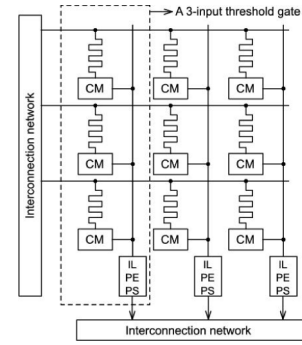 A 3-input threshold gate
Interconnection network
CM
CM
CM
CM
CM
CM
CM
CM
CM
IL
PE
PS
IL
PE
PS
IL
PE
PS
Interconnection network